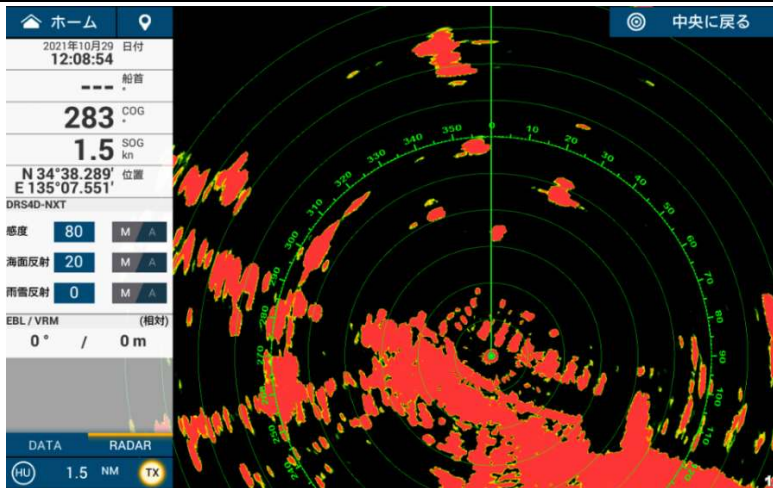 ホーム
中央に戻る
2021年10月29 日付
12:08:54
--- 船首 °
283 COG °
1.5 SOG kn
N 34°38.289' 位置
E 135°07.551'
DRS4D-NXT
感度 80 M A
海面反射 20 M A
雨雪反射 0 M A
EBL / VRM (相対)
0° / 0 m
DATA RADAR
HU 1.5 NM TX
350 0 10
340 20
330 30
320 40
310 50
300 60
290 70
280 80
270 90
260 100
250 110
240